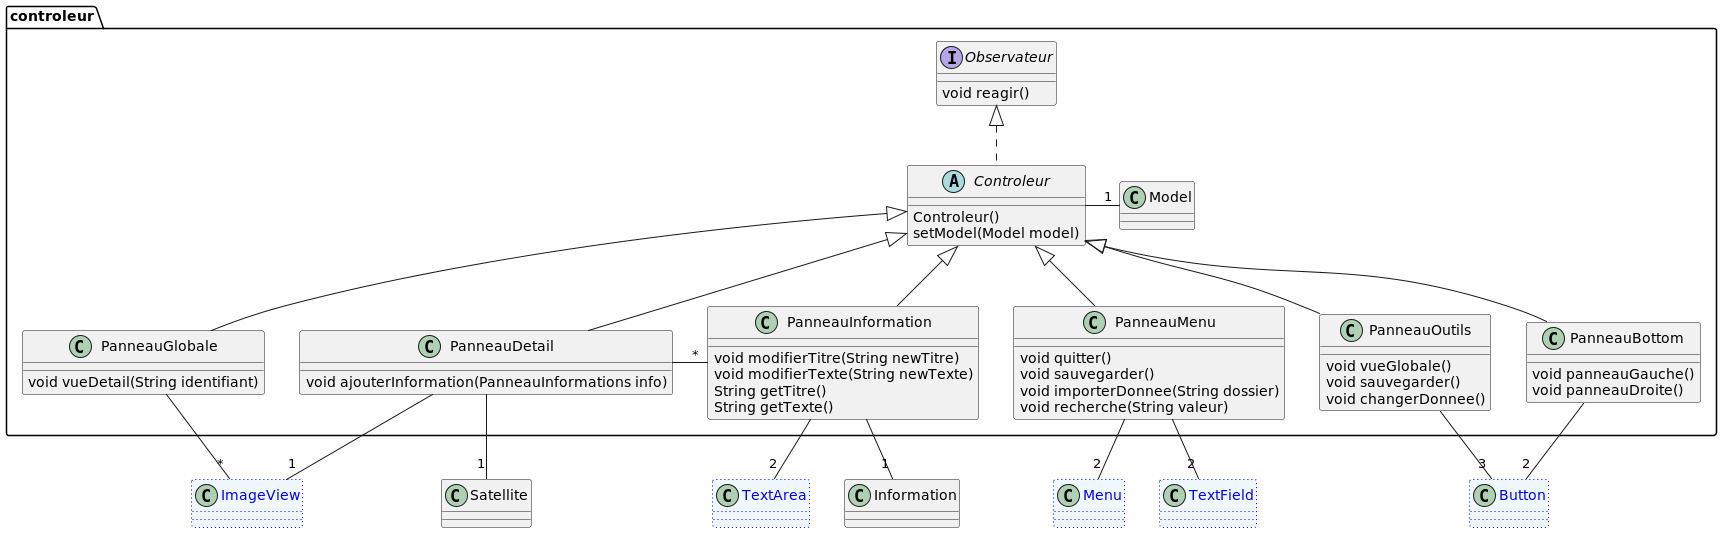 controleur
I Observateur
void reagir()
A Controleur
Controleur()
setModel(Model model)
1
C Model
C PanneauGlobale
void vueDetail(String identifiant)
C PanneauDetail
void ajouterInformation(PanneauInformations info)
*
C PanneauInformation
void modifierTitre(String newTitre)
void modifierTexte(String newTexte)
String getTitre()
String getTexte()
C PanneauMenu
void quitter()
void sauvegarder()
void importerDonnee(String dossier)
void recherche(String valeur)
C PanneauOutils
void vueGlobale()
void sauvegarder()
void changerDonnee()
C PanneauBottom
void panneauGauche()
void panneauDroite()
* 1 1 2 1 2 2 3 2
C ImageView
C Satellite
C TextArea
C Information
C Menu
C TextField
C Button